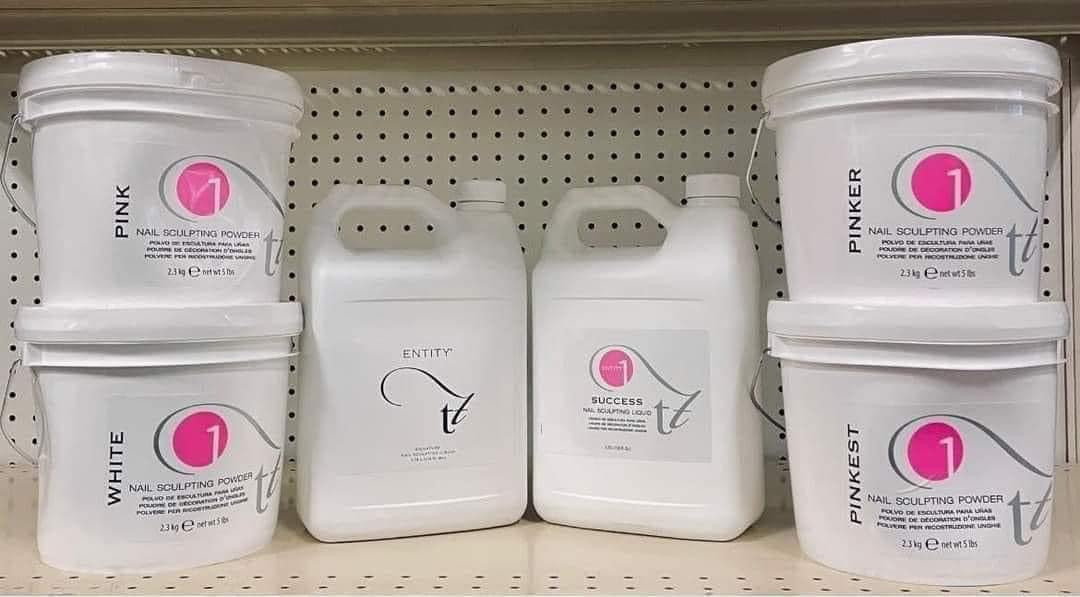 PINK
1
NAIL SCULPTING POWDER
POLVO DE ESCULTURA PARA UÑAS
POUDRE DE DÉCORATION D'ONGLES
POLVERE PER RICOSTRUZIONE UNGHIE
2.3 kg ℮ net wt 5 lbs
tt
WHITE
1
NAIL SCULPTING POWDER
POLVO DE ESCULTURA PARA UÑAS
POUDRE DE DÉCORATION D'ONGLES
POLVERE PER RICOSTRUZIONE UNGHIE
2.3 kg ℮ net wt 5 lbs
tt
ENTITY
tt
SIGNATURE
NAIL SCULPTING LIQUID
ENTITY
ENTITY 1
SUCCESS
NAIL SCULPTING LIQUID
tt
PINKER
1
NAIL SCULPTING POWDER
POLVO DE ESCULTURA PARA UÑAS
POUDRE DE DÉCORATION D'ONGLES
POLVERE PER RICOSTRUZIONE UNGHIE
2.3 kg ℮ net wt 5 lbs
tt
PINKEST
1
NAIL SCULPTING POWDER
POLVO DE ESCULTURA PARA UÑAS
POUDRE DE DÉCORATION D'ONGLES
POLVERE PER RICOSTRUZIONE UNGHIE
2.3 kg ℮ net wt 5 lbs
tt